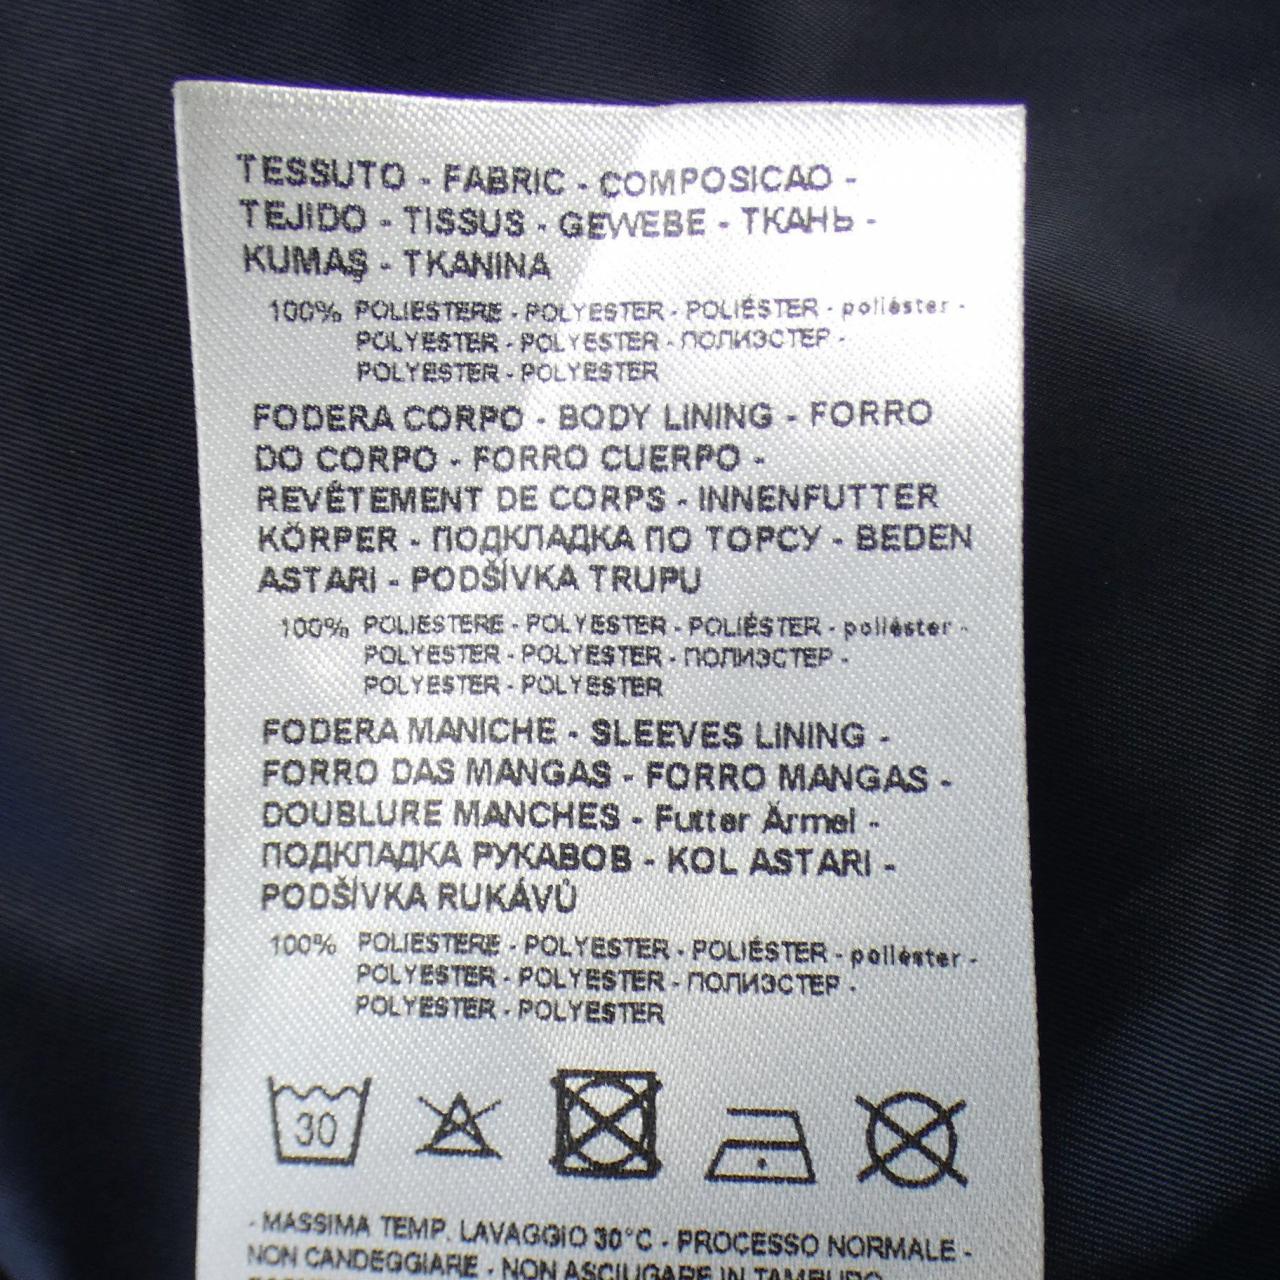 TESSUTO - FABRIC - COMPOSICAO -
TEJIDO - TISSUS - GEWEBE - ТКАНЬ -
KUMAŞ - TKANINA
100% POLIESTERE - POLYESTER - POLIÉSTER - poliéster -
POLYESTER - POLYESTER - ПОЛИЭСТЕР -
POLYESTER - POLYESTER
FODERA CORPO - BODY LINING - FORRO
DO CORPO - FORRO CUERPO -
REVÊTEMENT DE CORPS - INNENFUTTER
KÖRPER - ПОДКЛАДКА ПО ТОРСУ - BEDEN
ASTARI - PODŠÍVKA TRUPU
100% POLIESTERE - POLYESTER - POLIÉSTER - poliéster -
POLYESTER - POLYESTER - ПОЛИЭСТЕР -
POLYESTER - POLYESTER
FODERA MANICHE - SLEEVES LINING -
FORRO DAS MANGAS - FORRO MANGAS -
DOUBLURE MANCHES - Futter Ärmel -
ПОДКЛАДКА РУКАВОВ - KOL ASTARI -
PODŠÍVKA RUKÁVŮ
100% POLIESTERE - POLYESTER - POLIÉSTER - poliéster -
POLYESTER - POLYESTER - ПОЛИЭСТЕР -
POLYESTER - POLYESTER
30
- MASSIMA TEMP. LAVAGGIO 30°C - PROCESSO NORMALE -
NON CANDEGGIARE - NON ASCIUGARE IN TAMBURO